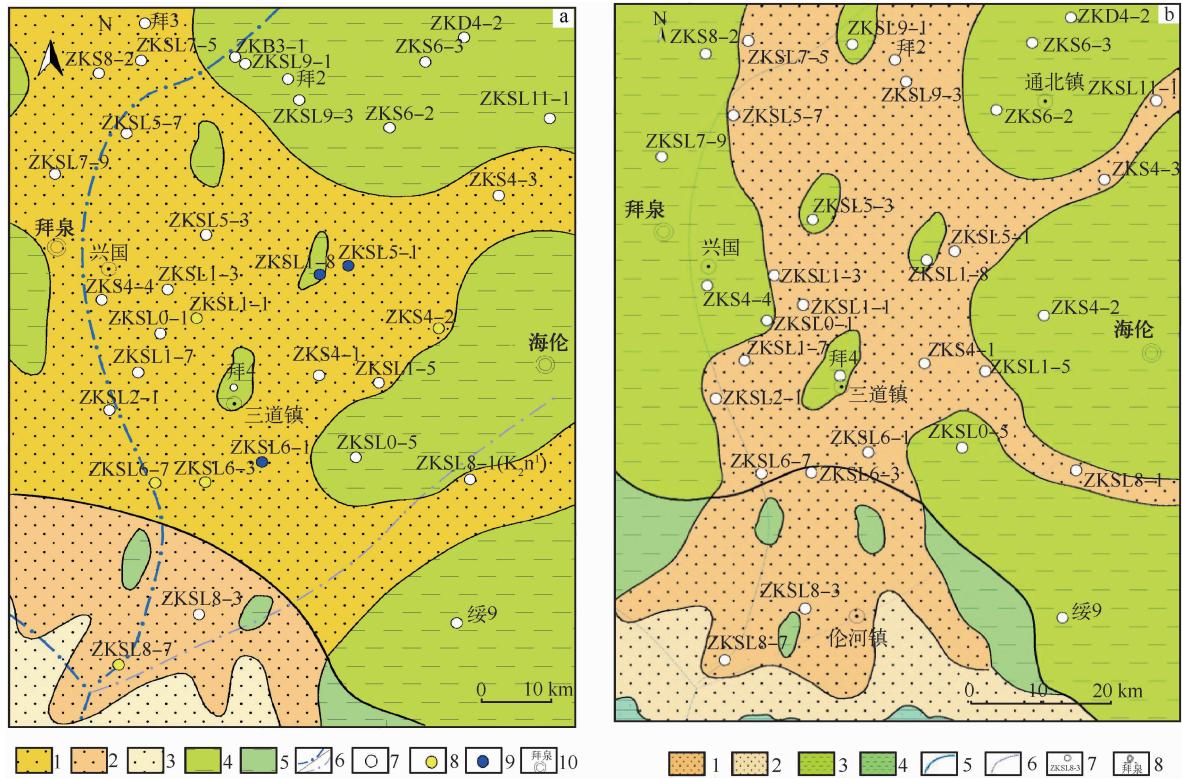 a
N
拜3
ZKSL7-5
ZKS8-2
ZKB3-1
ZKSL9-1
拜2
ZKSL9-3
ZKD4-2
ZKS6-3
ZKS6-2
ZKSL11-1
ZKSL5-7
ZKSL7-9
ZKS4-3
拜泉
ZKSL5-3
兴国
ZKSL1-8
ZKSL5-1
ZKSL1-3
ZKS4-4
ZKSL1-1
ZKSL0-1
ZKS4-2
海伦
ZKSL1-7
拜4
ZKS4-1
ZKSL1-5
ZKSL2-1
三道镇
ZKSL6-1
ZKSL0-5
ZKSL6-7
ZKSL6-3
ZKSL8-1(K₂n¹)
ZKSL8-3
绥9
ZKSL8-7
0 10 km
1 2 3 4 5 6 7 8 9 拜泉 10
b
N
ZKD4-2
ZKSL9-1
ZKS8-2
拜2
ZKS6-3
ZKSL7-5
通北镇
ZKSL9-3
ZKSL11-1
ZKSL5-7
ZKS6-2
ZKSL7-9
ZKS4-3
拜泉
ZKSL5-3
兴国
ZKSL5-1
ZKSL1-8
ZKSL1-3
ZKS4-4
ZKSL1-1
ZKSL0-1
ZKS4-2
海伦
ZKSL1-7
拜4
ZKS4-1
ZKSL1-5
ZKSL2-1
三道镇
ZKSL6-1
ZKSL0-5
ZKSL6-7
ZKSL6-3
ZKSL8-1
ZKSL8-3
伦河镇
绥9
ZKSL8-7
0 10 20 km
1 2 3 4 5 6 ZKSL8-3 7 拜泉 8